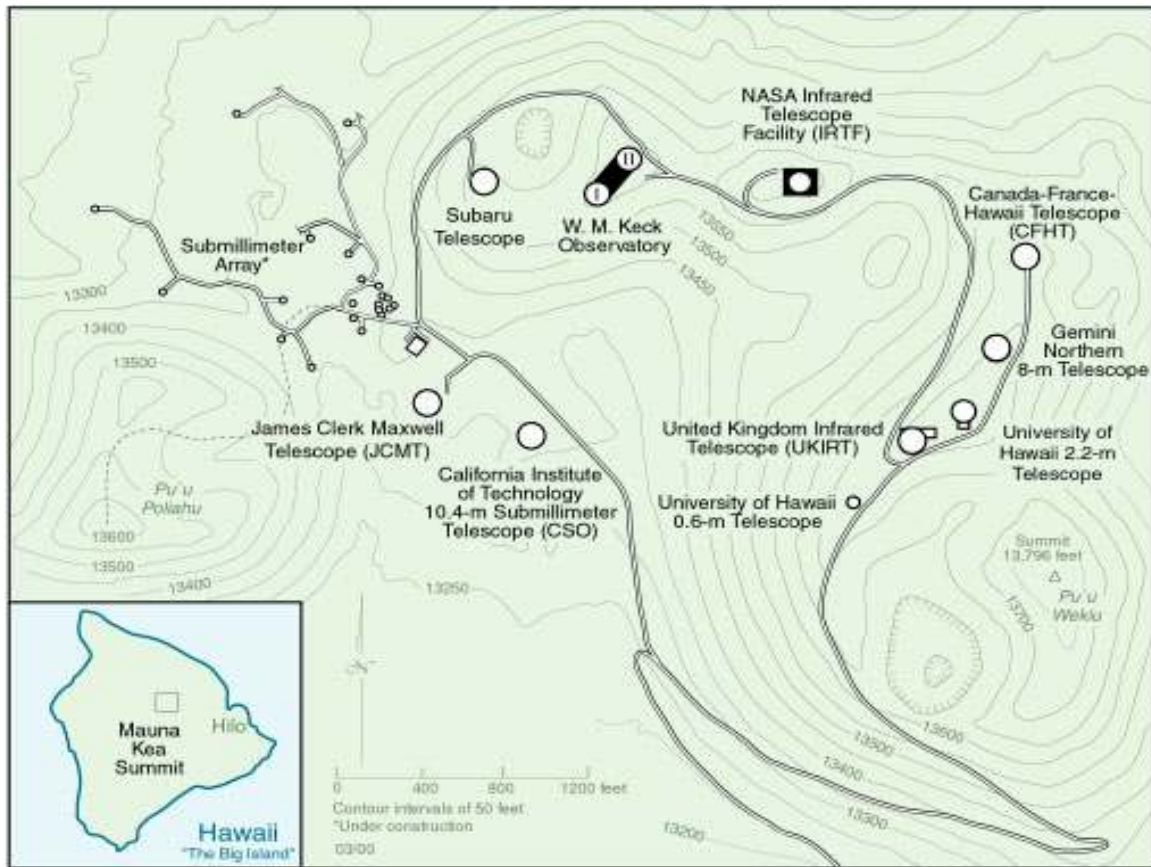 NASA Infrared
Telescope
Facility (IRTF)
Canada-France-
Hawaii Telescope
(CFHT)
II
I
Subaru
Telescope
W. M. Keck
Observatory
13550
13500
13450
Submillimeter
Array*
13300
13400
13500
Gemini
Northern
8-m Telescope
James Clerk Maxwell
Telescope (JCMT)
United Kingdom Infrared
Telescope (UKIRT)
University of
Hawaii 2.2-m
Telescope
California Institute
of Technology
10.4-m Submillimeter
Telescope (CSO)
University of Hawaii
0.6-m Telescope
Pu'u
Poliahu
13600
13500
13400
13250
Summit
13,796 feet
Pu'u
Wekiu
13700
N
Mauna
Kea
Summit
Hilo
Hawaii
"The Big Island"
0
400
800
1200 feet
Contour intervals of 50 feet
*Under construction
03/00
13600
13500
13400
13300
13200